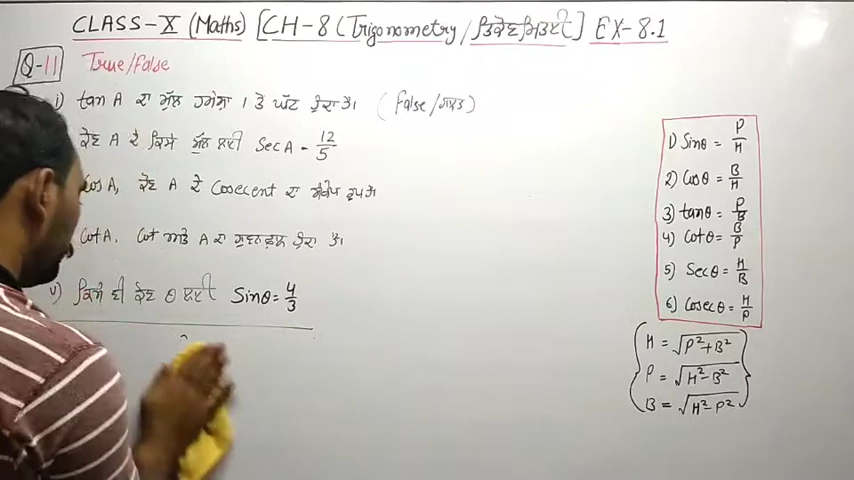 CLASS-X (Maths) [CH-8 (Trigonometry/ਤਿਕੋਣਮਿਤੀ] EX-8.1
Q-11 True/False
i) tan A ਦਾ ਮੁੱਲ ਹਮੇਸ਼ਾ 1 ਤੋਂ ਘੱਟ ਹੁੰਦਾ ਹੈ। (False/ਗਲਤ)
ਕੋਣ A ਦੇ ਕਿਸੇ ਮੁੱਲ ਲਈ Sec A = 12/5
Cos A, ਕੋਣ A ਦੇ Cosecent ਦਾ ਸੰਖੇਪ ਰੂਪ ਹੈ
Cot A, Cot ਅਤੇ A ਦਾ ਗੁਣਨਫਲ ਹੁੰਦਾ ਹੈ।
v) ਕਿਸੇ ਵੀ ਕੋਣ θ ਲਈ Sinθ = 4/3
1) Sinθ = P/H
2) Cosθ = B/H
3) tanθ = P/B
4) Cotθ = B/P
5) Secθ = H/B
6) Cosecθ = H/P
H = √P²+B²
P = √H²-B²
B = √H²-P²